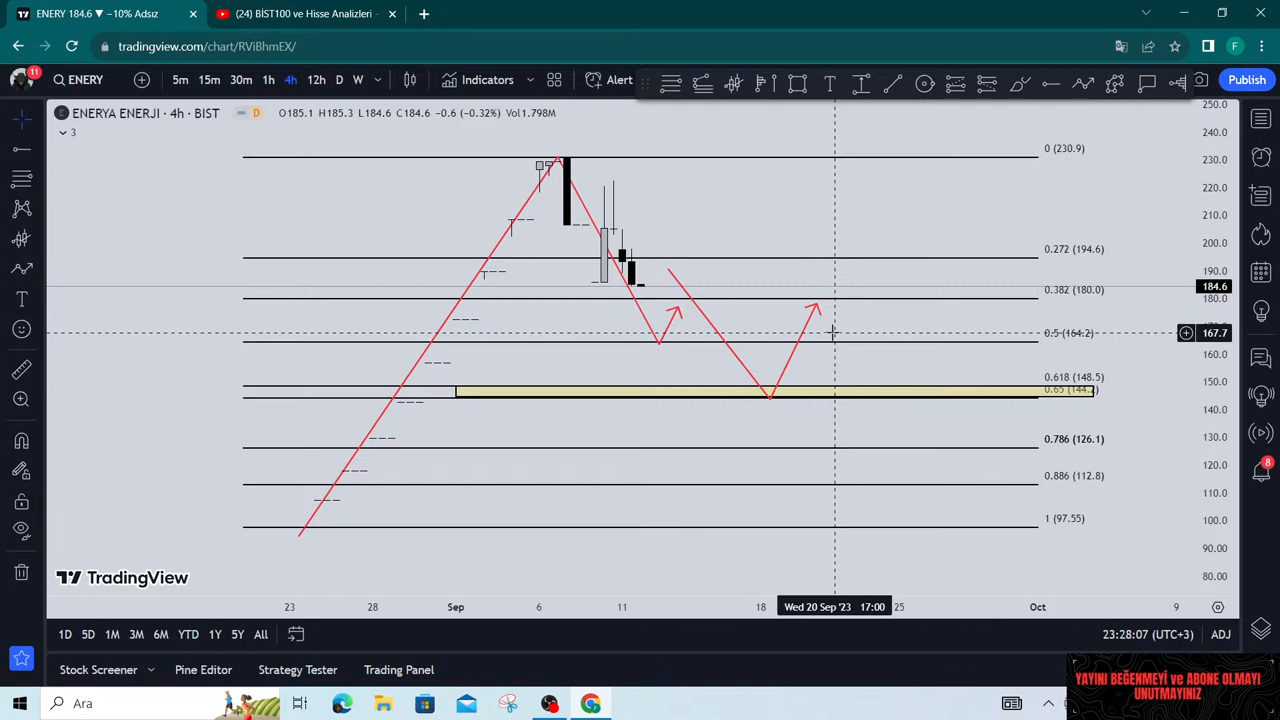 ENERY 184.6 ▼ −10% Adsız
(24) BİST100 ve Hisse Analizleri -
tradingview.com/chart/RViBhmEX/
11
ENERY
5m 15m 30m 1h 4h 12h D W
Indicators
Alert
Publish
ENERYA ENERJI · 4h · BIST
D
O185.1 H185.3 L184.6 C184.6 −0.6 (−0.32%) Vol1.798M
3
250.0
240.0
230.0
220.0
210.0
200.0
190.0
184.6
180.0
167.7
160.0
150.0
140.0
130.0
120.0
110.0
100.0
90.00
80.00
0 (230.9)
0.272 (194.6)
0.382 (180.0)
0.5 (164.2)
0.618 (148.5)
0.786 (126.1)
0.886 (112.8)
1 (97.55)
TradingView
23 28 Sep 6 11 18 Wed 20 Sep '23 17:00 25 Oct 9
1D 5D 1M 3M 6M YTD 1Y 5Y All
23:28:07 (UTC+3) ADJ
8
F
Stock Screener Pine Editor Strategy Tester Trading Panel
Ara
YAYINI BEĞENMEYİ ve ABONE OLMAYI
UNUTMAYINIZ